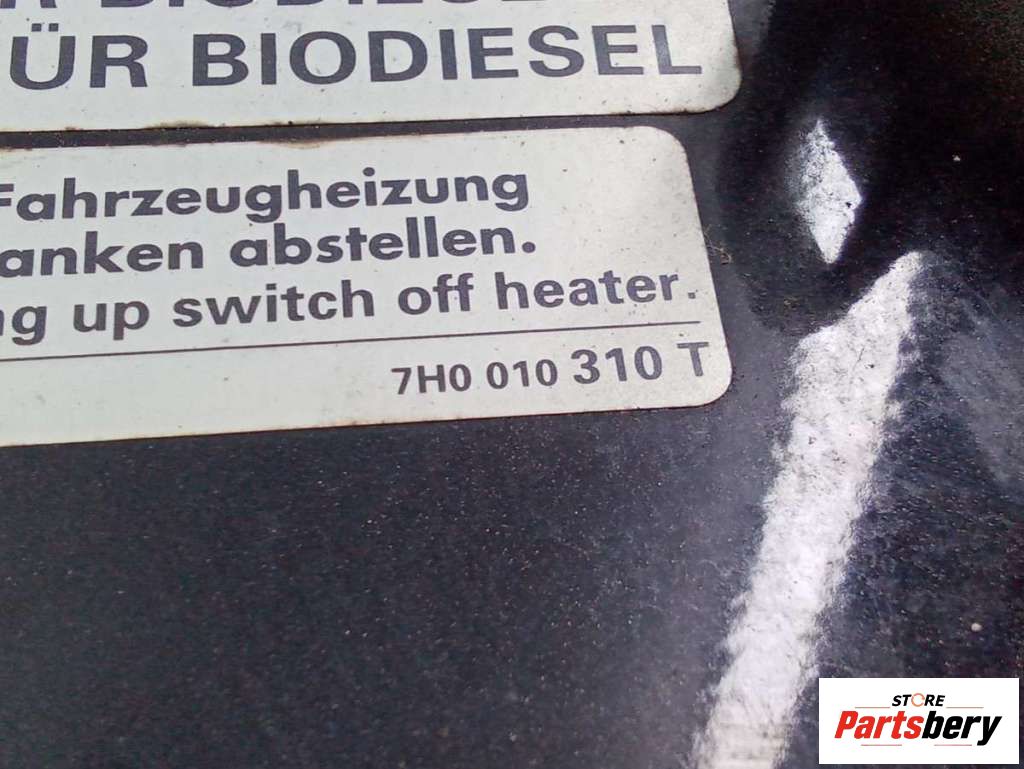 ÜR BIODIESEL
Fahrzeugheizung
anken abstellen.
ng up switch off heater.
7H0 010 310 T
STORE
Partsbery